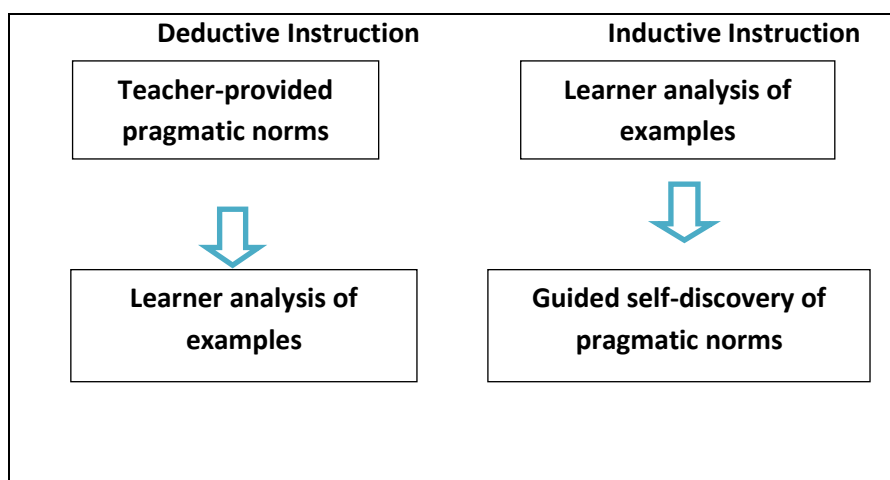 Deductive Instruction
Inductive Instruction
Teacher-provided
pragmatic norms
Learner analysis of
examples
Learner analysis of
examples
Guided self-discovery of
pragmatic norms